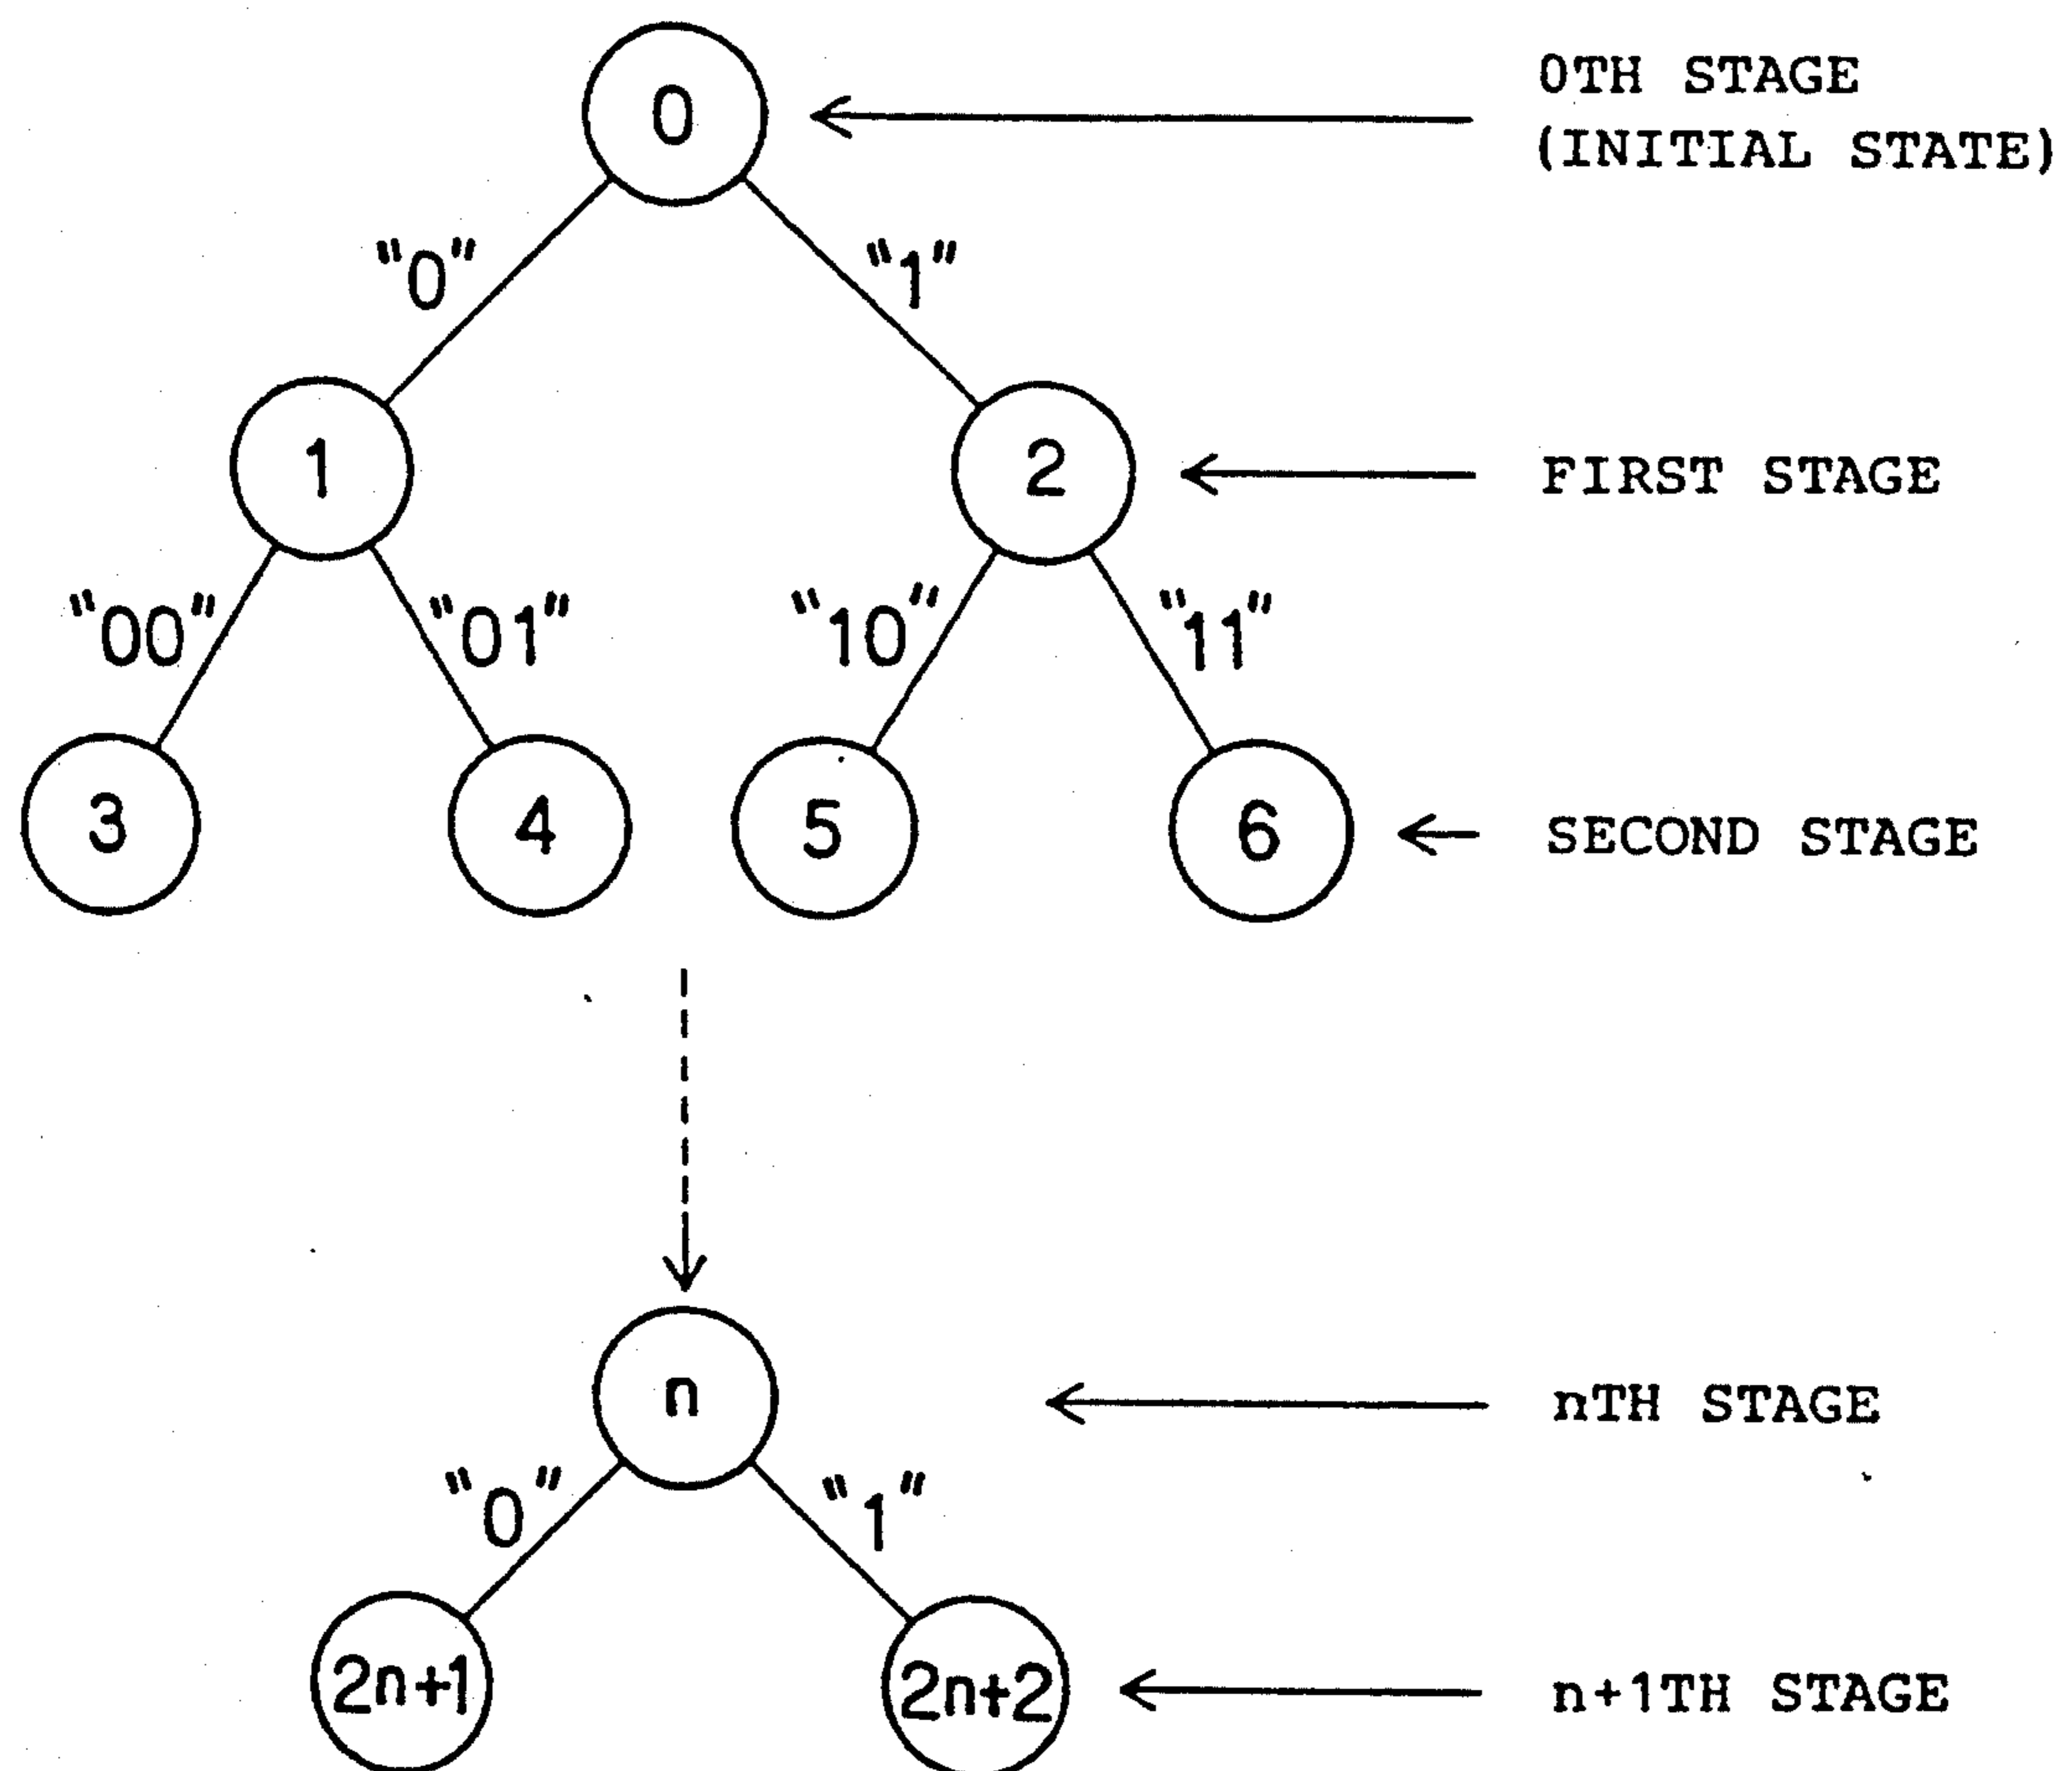 0
0TH STAGE
(INITIAL STATE)
"0"
"1"
1
2
FIRST STAGE
"00"
"01"
"10"
"11"
3
4
5
6
SECOND STAGE
n
nTH STAGE
"0"
"1"
2n+1
2n+2
n+1TH STAGE